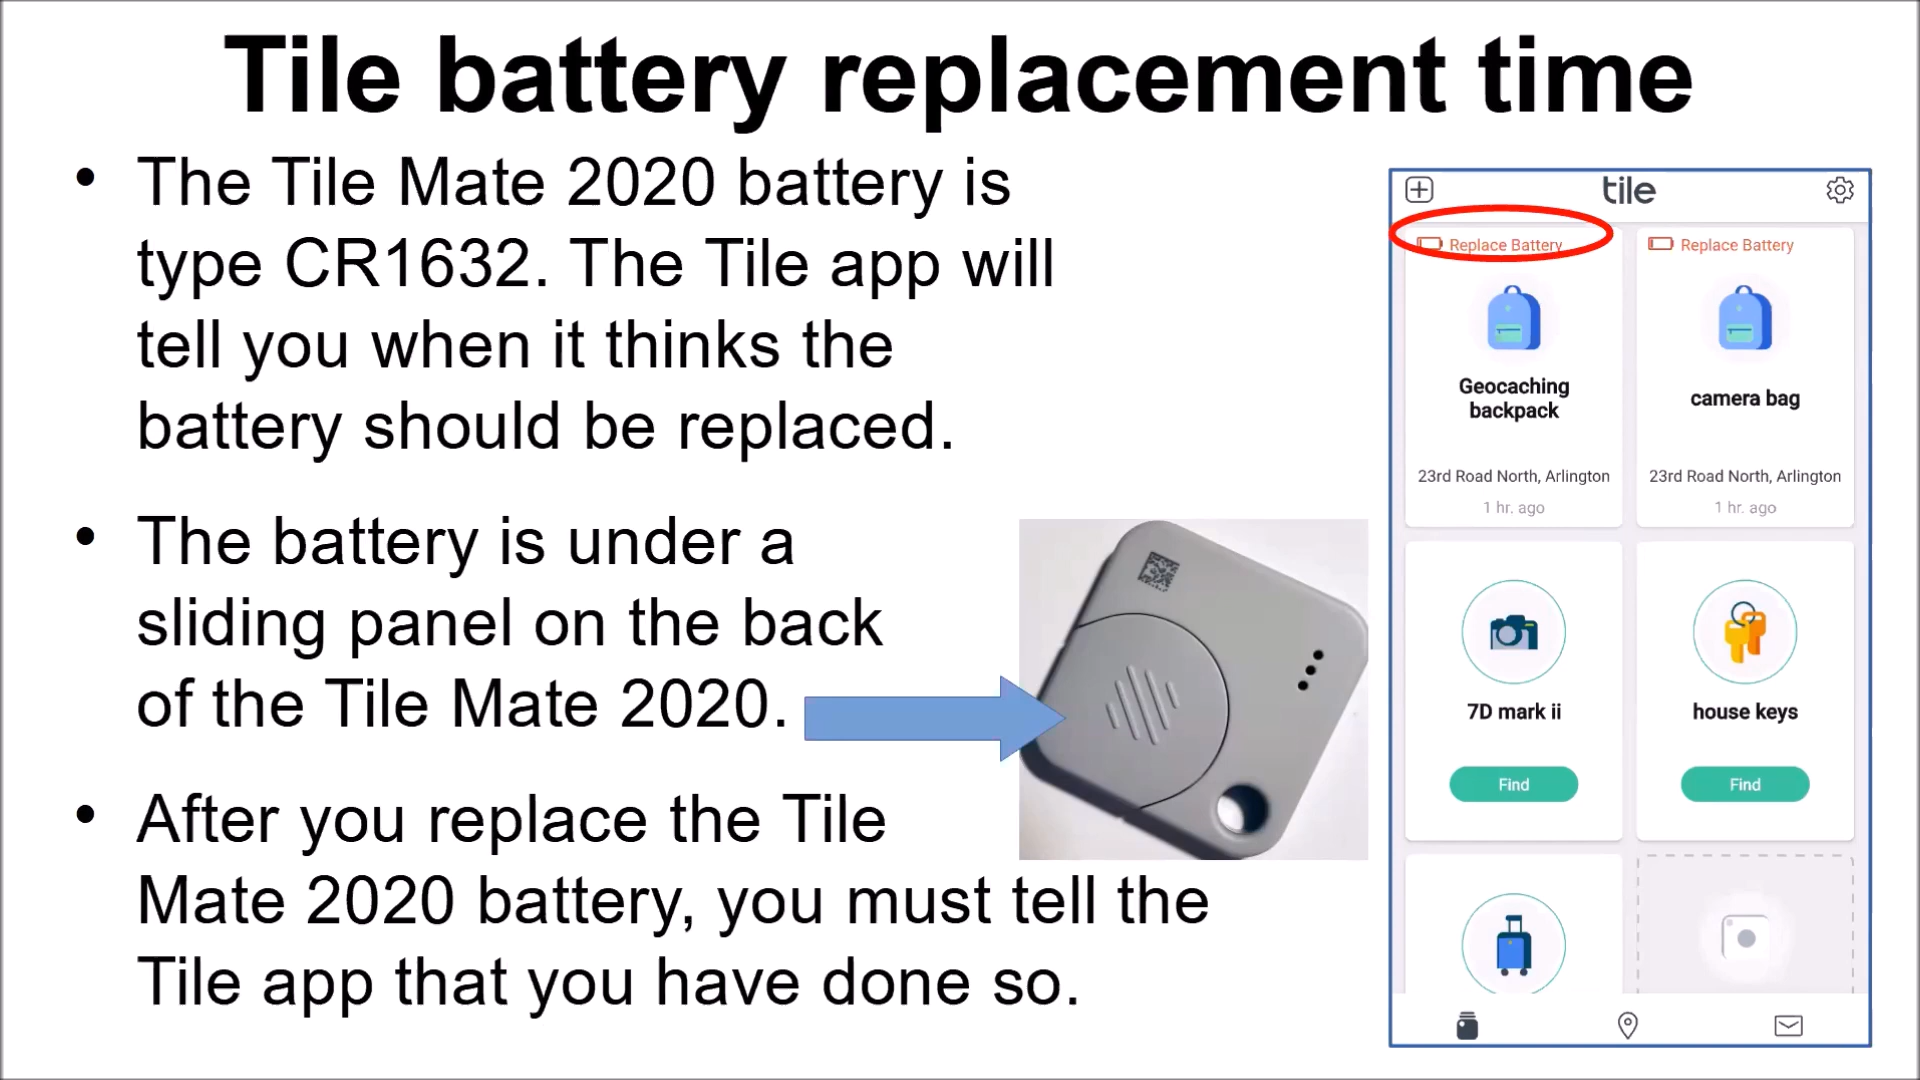 Tile battery replacement time
• The Tile Mate 2020 battery is
type CR1632. The Tile app will
tell you when it thinks the
battery should be replaced.
• The battery is under a
sliding panel on the back
of the Tile Mate 2020.
• After you replace the Tile
Mate 2020 battery, you must tell the
Tile app that you have done so.
tile
Replace Battery
Geocaching
backpack
23rd Road North, Arlington
1 hr. ago
Replace Battery
camera bag
23rd Road North, Arlington
1 hr. ago
7D mark ii
Find
house keys
Find